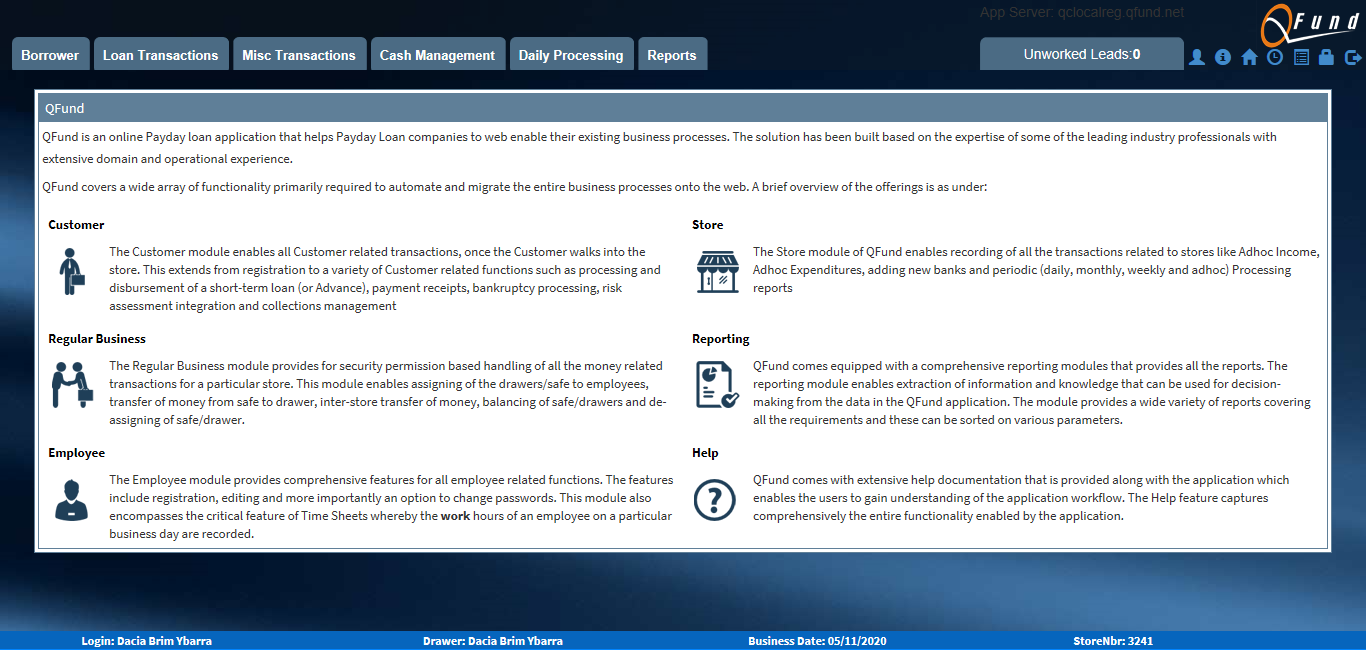 App Server: qclocalreg.qfund.net
QFund
Borrower
Loan Transactions
Misc Transactions
Cash Management
Daily Processing
Reports
Unworked Leads:0
QFund
QFund is an online Payday loan application that helps Payday Loan companies to web enable their existing business processes. The solution has been built based on the expertise of some of the leading industry professionals with
extensive domain and operational experience.
QFund covers a wide array of functionality primarily required to automate and migrate the entire business processes onto the web. A brief overview of the offerings is as under:
Customer
The Customer module enables all Customer related transactions, once the Customer walks into the
store. This extends from registration to a variety of Customer related functions such as processing and
disbursement of a short-term loan (or Advance), payment receipts, bankruptcy processing, risk
assessment integration and collections management
Store
The Store module of QFund enables recording of all the transactions related to stores like Adhoc Income,
Adhoc Expenditures, adding new banks and periodic (daily, monthly, weekly and adhoc) Processing
reports
Regular Business
The Regular Business module provides for security permission based handling of all the money related
transactions for a particular store. This module enables assigning of the drawers/safe to employees,
transfer of money from safe to drawer, inter-store transfer of money, balancing of safe/drawers and de-
assigning of safe/drawer.
Reporting
QFund comes equipped with a comprehensive reporting modules that provides all the reports. The
reporting module enables extraction of information and knowledge that can be used for decision-
making from the data in the QFund application. The module provides a wide variety of reports covering
all the requirements and these can be sorted on various parameters.
Employee
The Employee module provides comprehensive features for all employee related functions. The features
include registration, editing and more importantly an option to change passwords. This module also
encompasses the critical feature of Time Sheets whereby the work hours of an employee on a particular
business day are recorded.
Help
QFund comes with extensive help documentation that is provided along with the application which
enables the users to gain understanding of the application workflow. The Help feature captures
comprehensively the entire functionality enabled by the application.
Login: Dacia Brim Ybarra
Drawer: Dacia Brim Ybarra
Business Date: 05/11/2020
StoreNbr: 3241